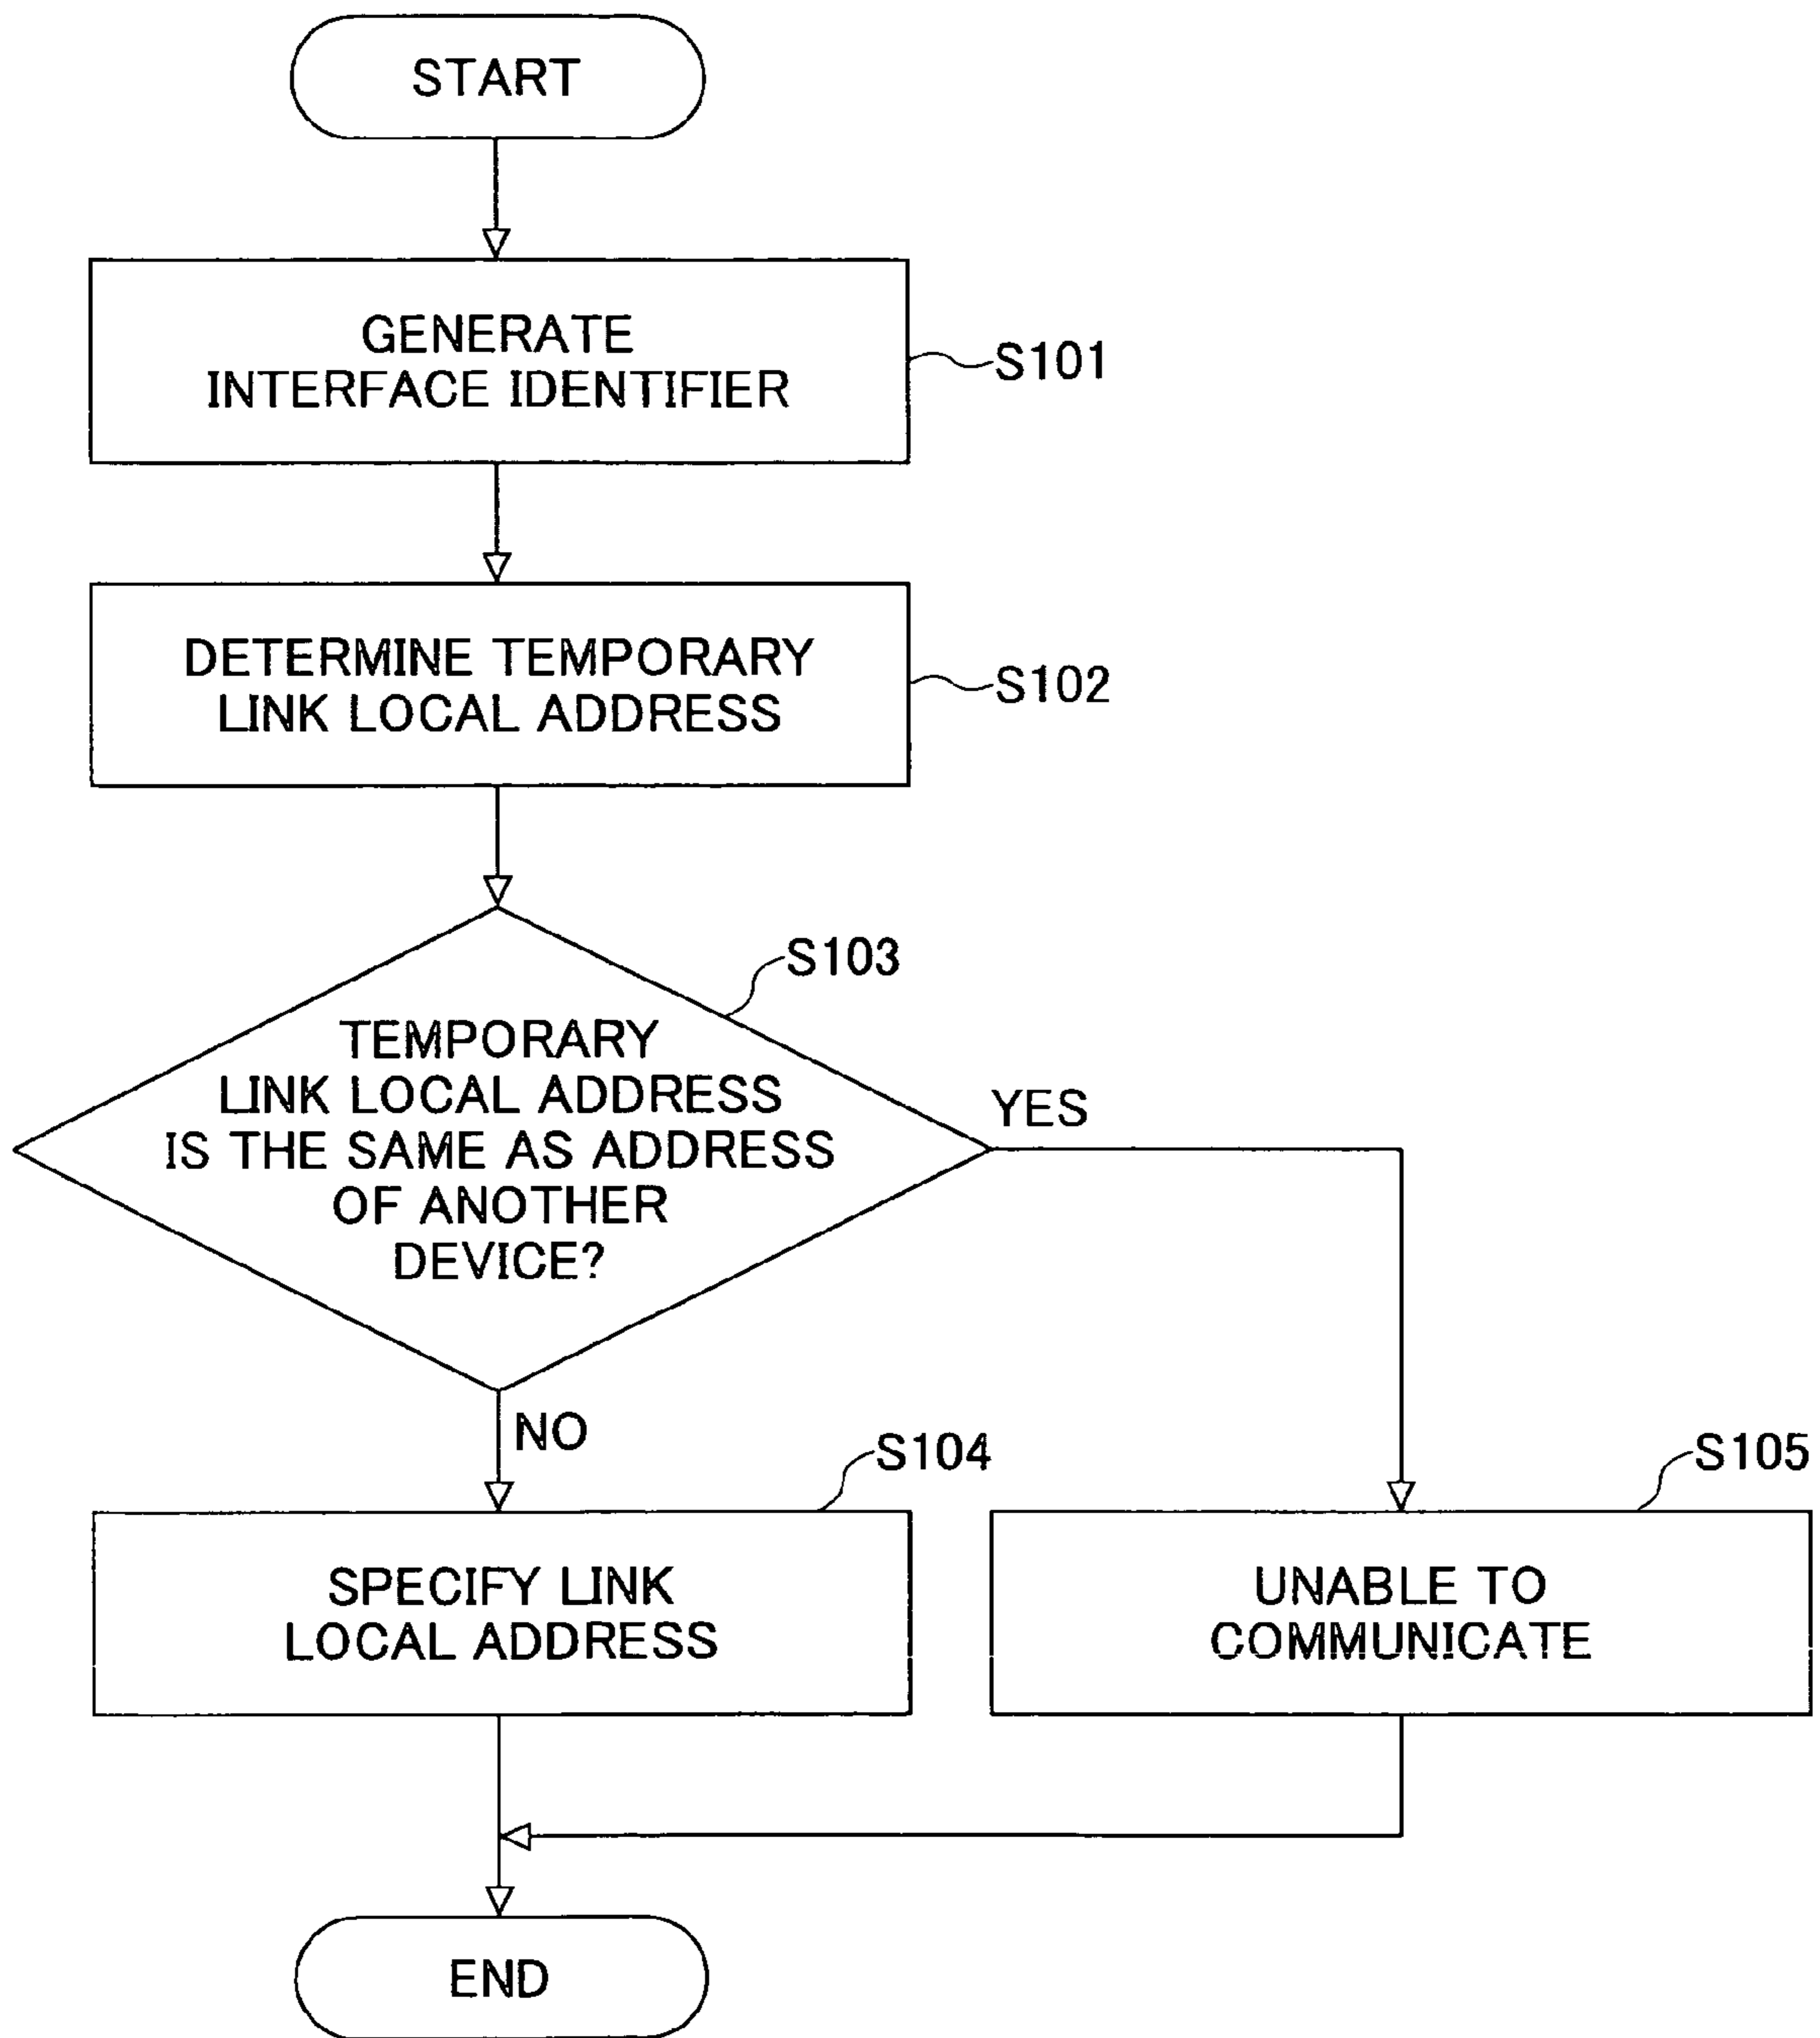 START
GENERATE
INTERFACE IDENTIFIER
S101
DETERMINE TEMPORARY
LINK LOCAL ADDRESS
S102
S103
TEMPORARY
LINK LOCAL ADDRESS
IS THE SAME AS ADDRESS
OF ANOTHER
DEVICE?
YES
NO
S104
SPECIFY LINK
LOCAL ADDRESS
S105
UNABLE TO
COMMUNICATE
END